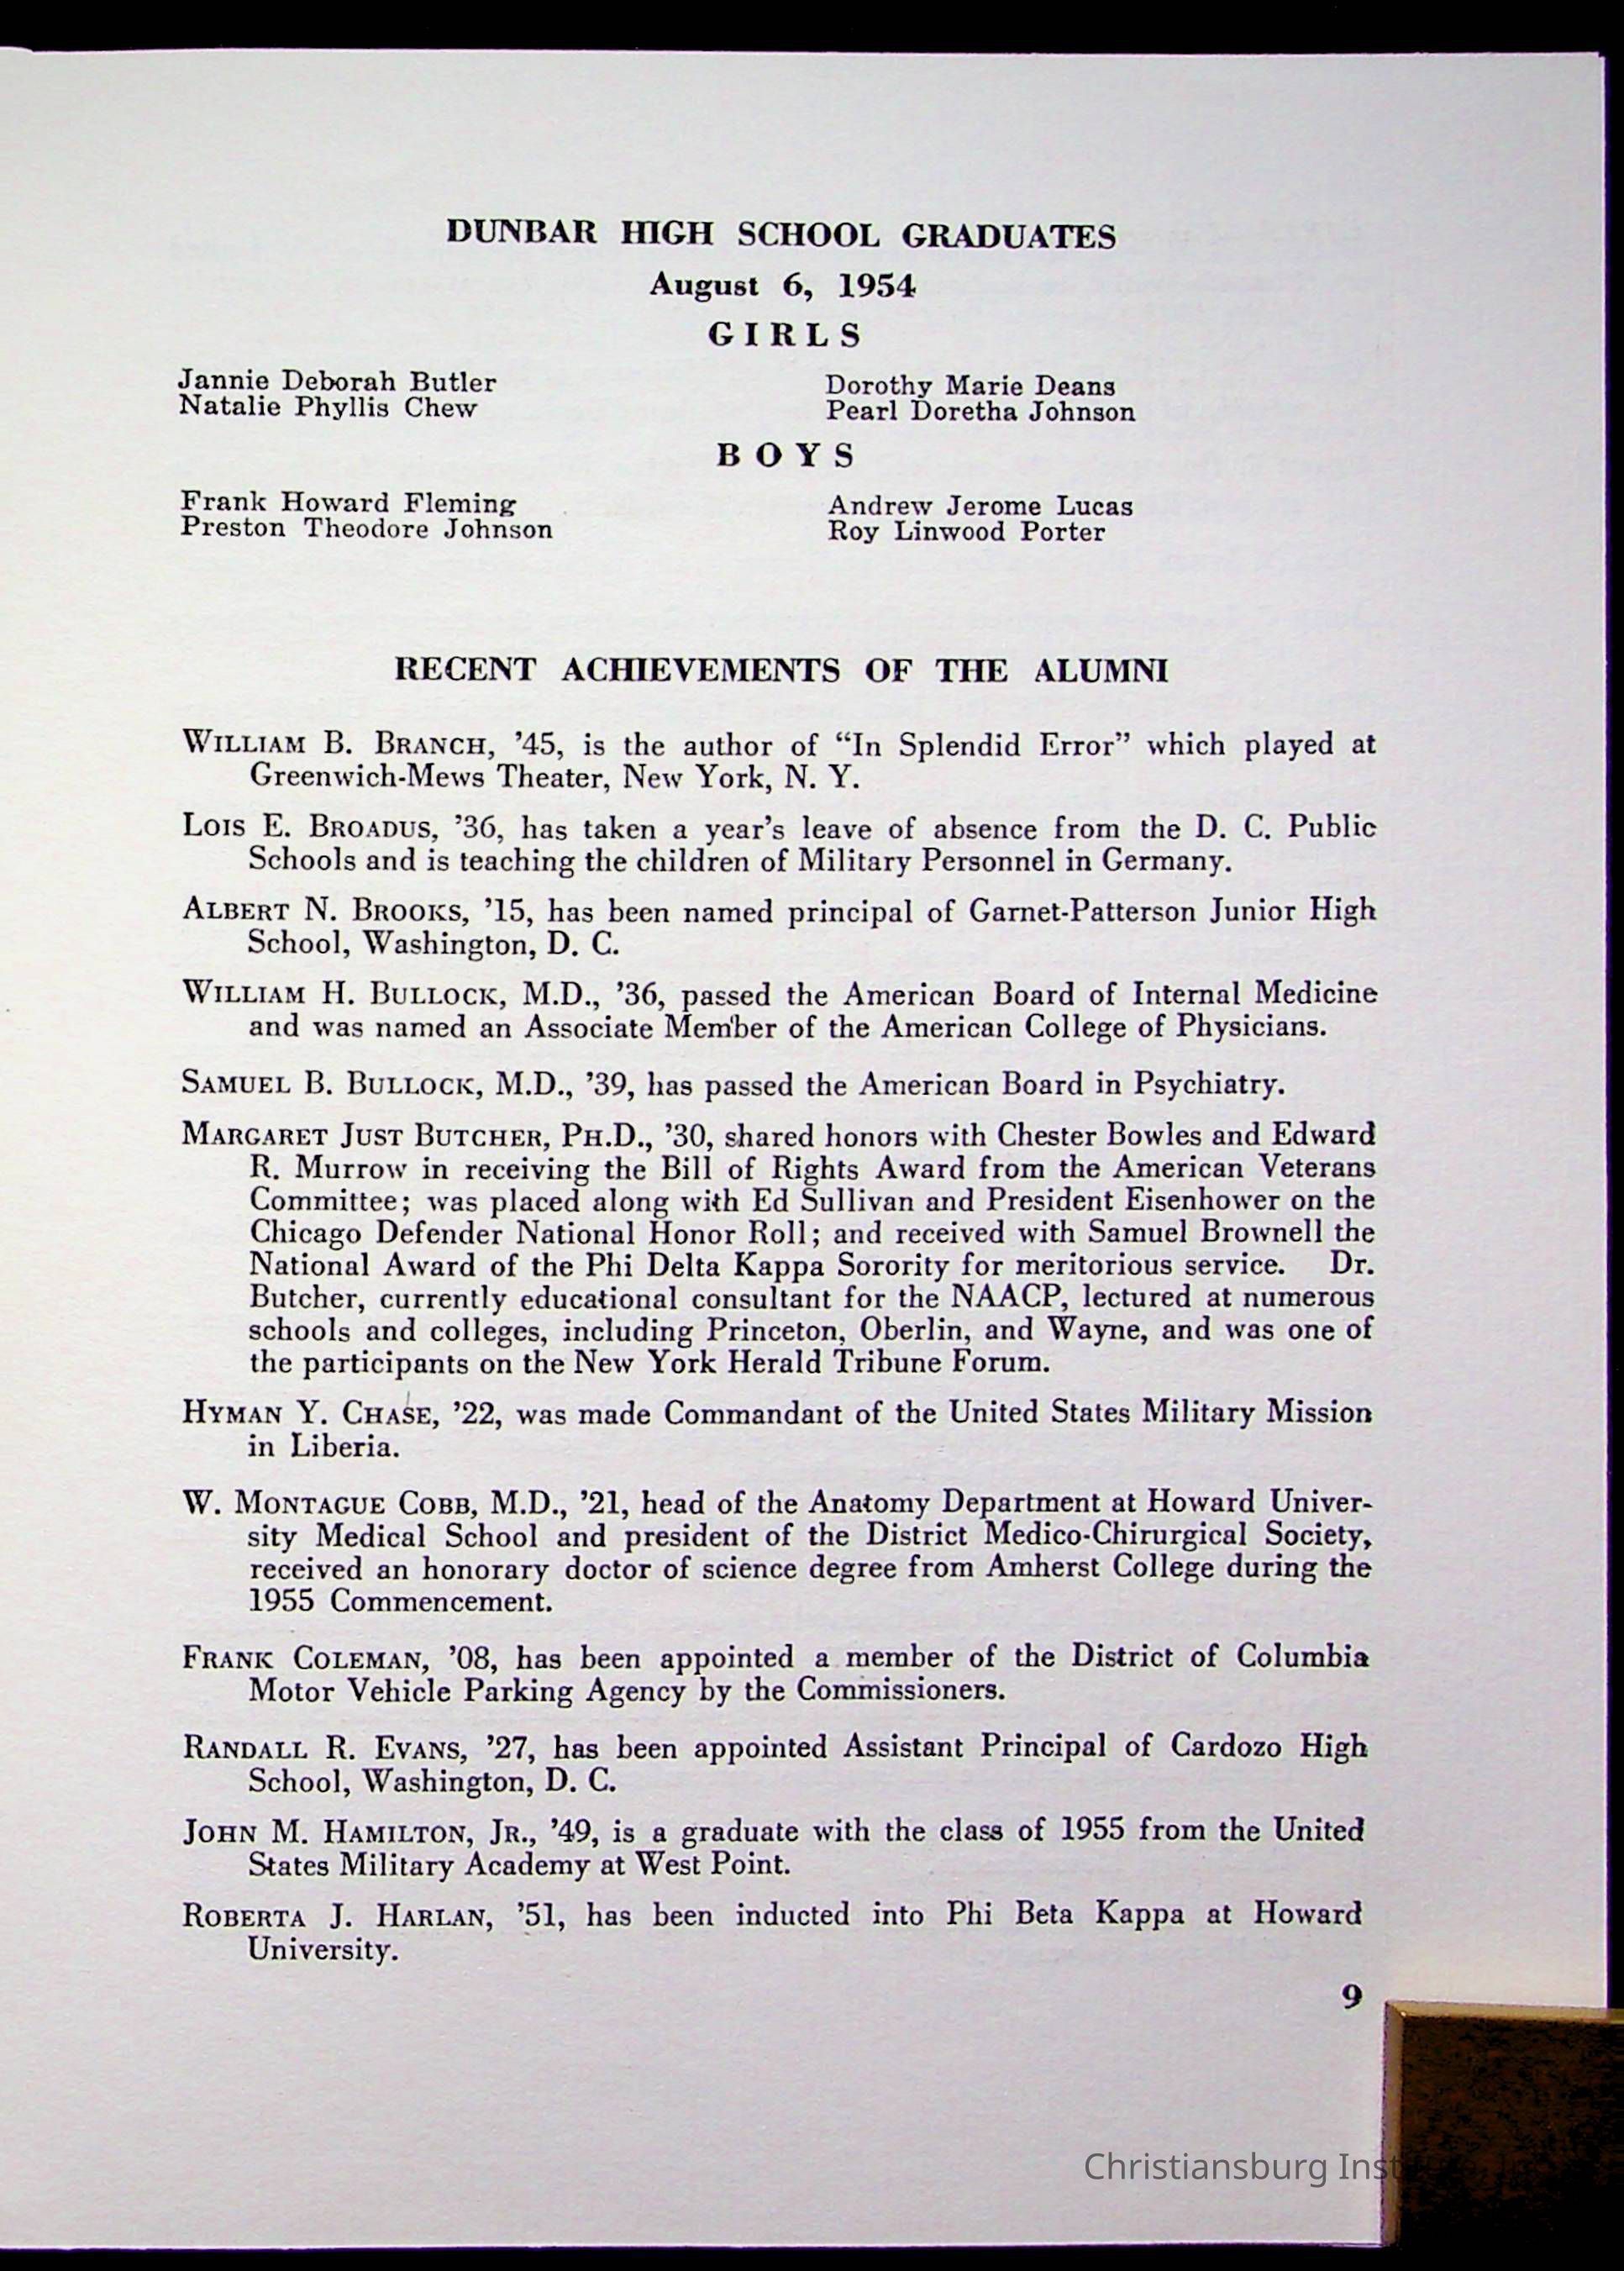 DUNBAR HIGH SCHOOL GRADUATES
August 6, 1954
GIRLS
Jannie Deborah Butler
Natalie Phyllis Chew
Dorothy Marie Deans
Pearl Doretha Johnson
BOYS
Frank Howard Fleming
Preston Theodore Johnson
Andrew Jerome Lucas
Roy Linwood Porter
RECENT ACHIEVEMENTS OF THE ALUMNI
WILLIAM B. BRANCH, ’45, is the author of “In Splendid Error” which played at
Greenwich-Mews Theater, New York, N. Y.
LOIS E. BROADUS, ’36, has taken a year’s leave of absence from the D. C. Public
Schools and is teaching the children of Military Personnel in Germany.
ALBERT N. BROOKS, ’15, has been named principal of Garnet-Patterson Junior High
School, Washington, D. C.
WILLIAM H. BULLOCK, M.D., ’36, passed the American Board of Internal Medicine
and was named an Associate Member of the American College of Physicians.
SAMUEL B. BULLOCK, M.D., ’39, has passed the American Board in Psychiatry.
MARGARET JUST BUTCHER, PH.D., ’30, shared honors with Chester Bowles and Edward
R. Murrow in receiving the Bill of Rights Award from the American Veterans
Committee; was placed along with Ed Sullivan and President Eisenhower on the
Chicago Defender National Honor Roll; and received with Samuel Brownell the
National Award of the Phi Delta Kappa Sorority for meritorious service. Dr.
Butcher, currently educational consultant for the NAACP, lectured at numerous
schools and colleges, including Princeton, Oberlin, and Wayne, and was one of
the participants on the New York Herald Tribune Forum.
HYMAN Y. CHASE, ’22, was made Commandant of the United States Military Mission
in Liberia.
W. MONTAGUE COBB, M.D., ’21, head of the Anatomy Department at Howard Univer-
sity Medical School and president of the District Medico-Chirurgical Society,
received an honorary doctor of science degree from Amherst College during the
1955 Commencement.
FRANK COLEMAN, ’08, has been appointed a member of the District of Columbia
Motor Vehicle Parking Agency by the Commissioners.
RANDALL R. EVANS, ’27, has been appointed Assistant Principal of Cardozo High
School, Washington, D. C.
JOHN M. HAMILTON, JR., ’49, is a graduate with the class of 1955 from the United
States Military Academy at West Point.
ROBERTA J. HARLAN, ’51, has been inducted into Phi Beta Kappa at Howard
University.
9
Christiansburg